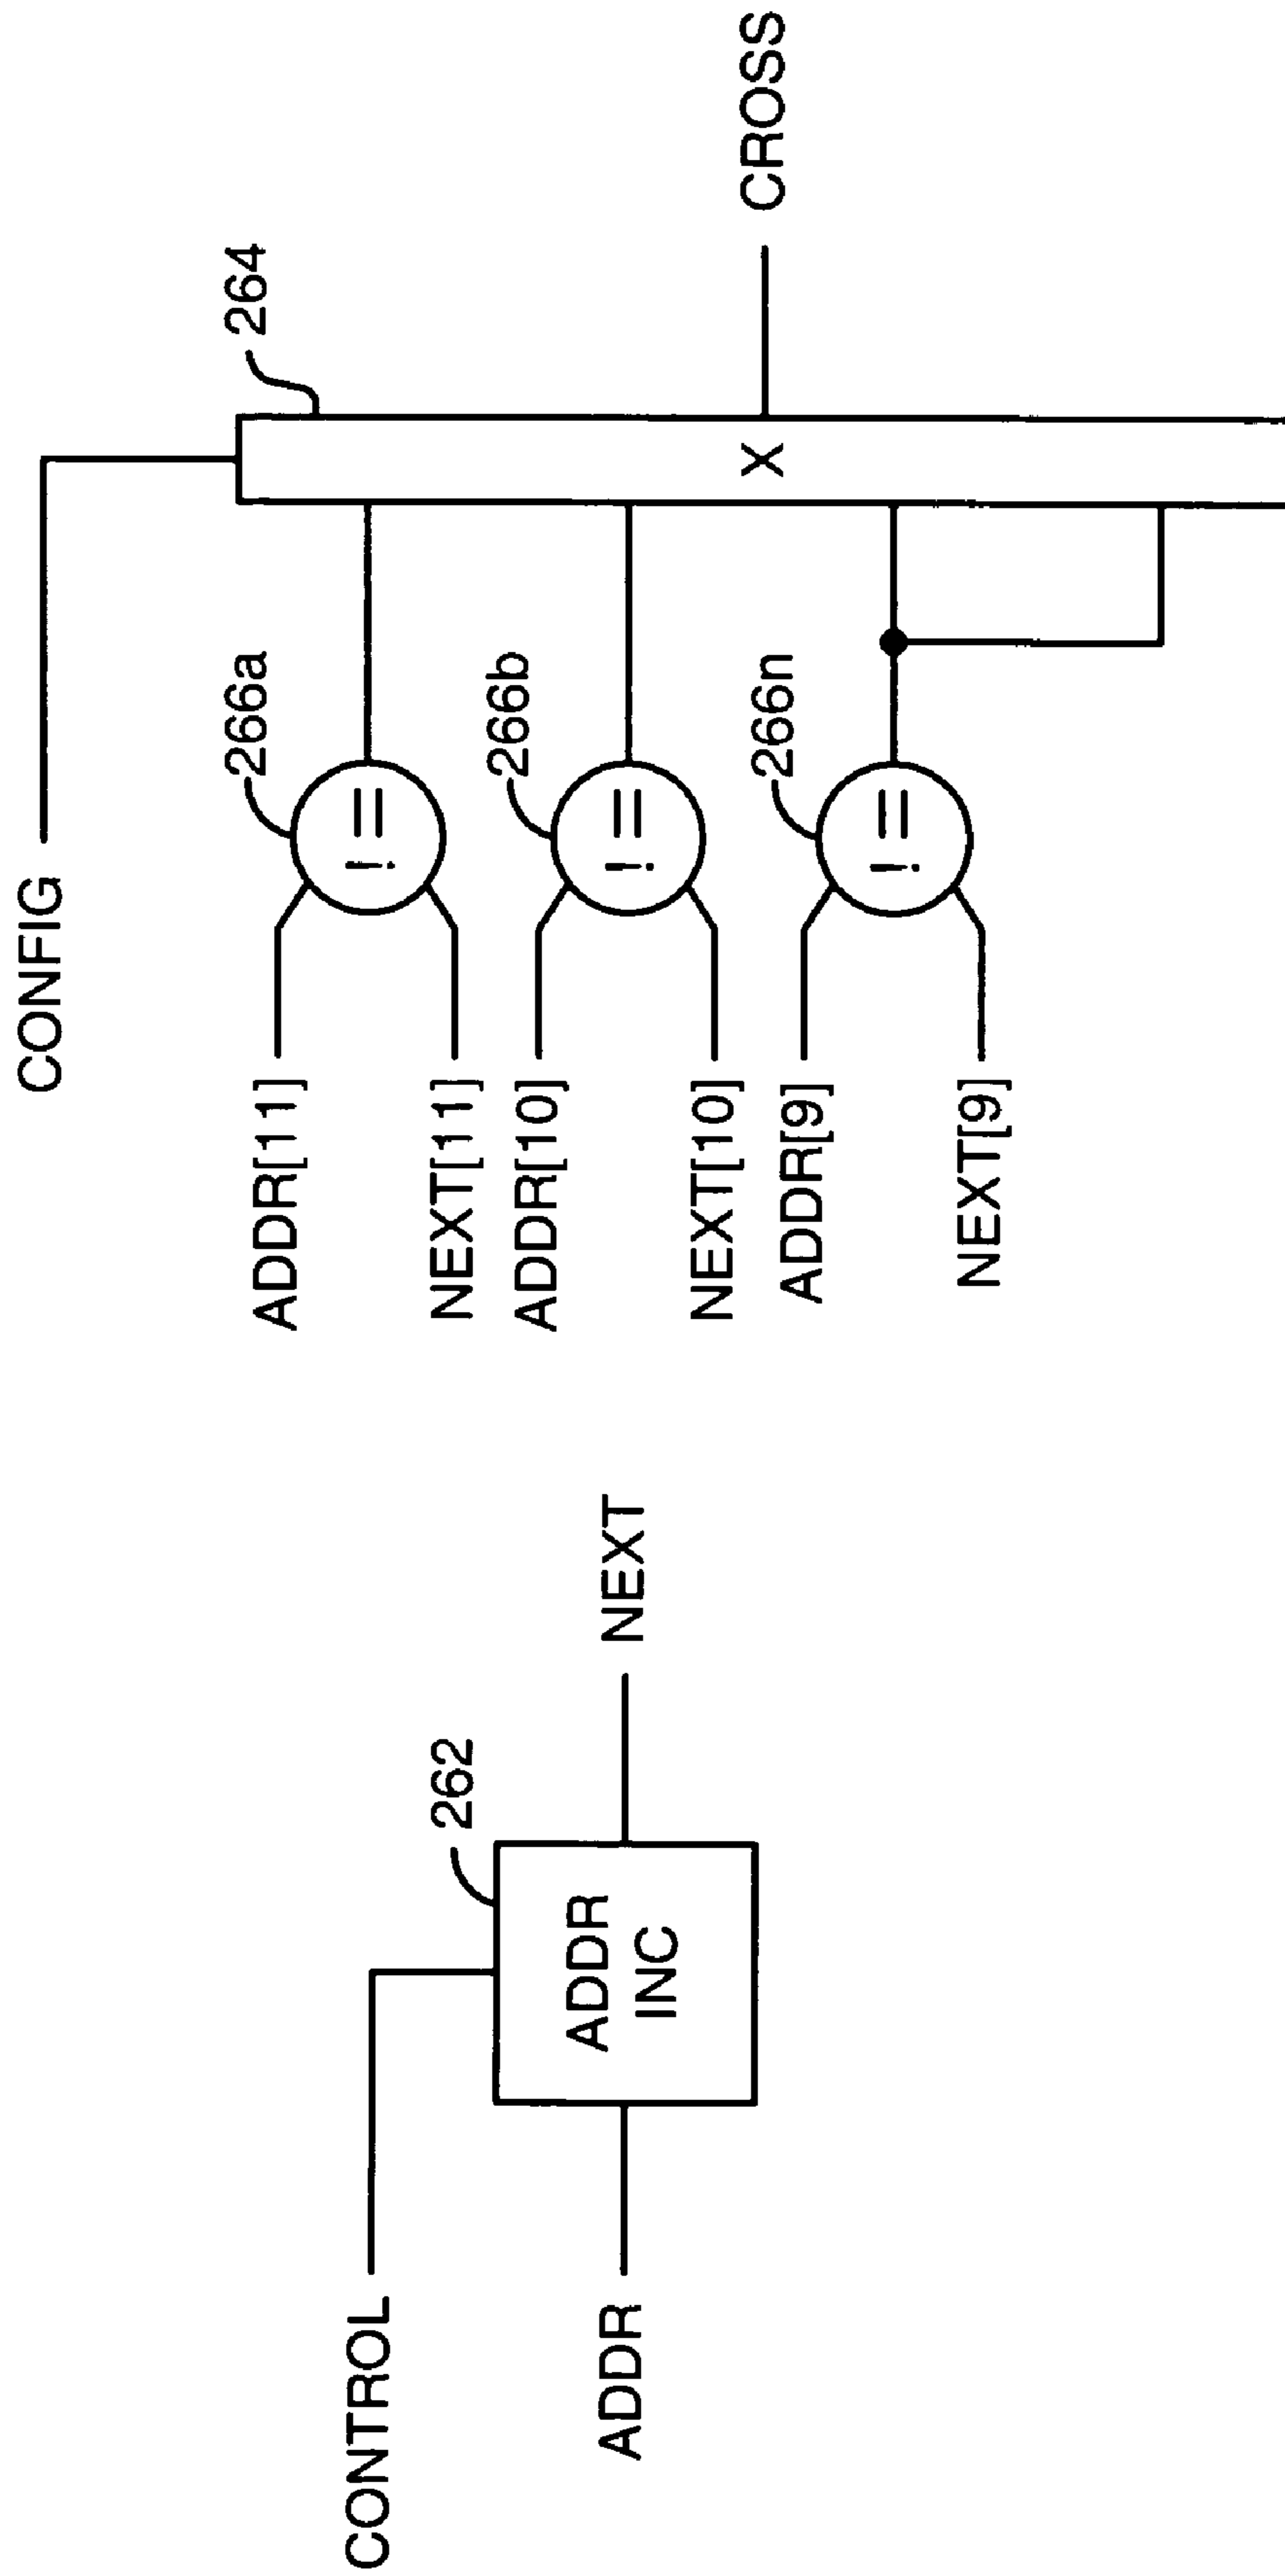 CONTROL
ADDR
262
ADDR
INC
NEXT
CONFIG
ADDR[11]
NEXT[11]
266a
!=
ADDR[10]
NEXT[10]
266b
!=
ADDR[9]
NEXT[9]
266n
!=
264
X
CROSS